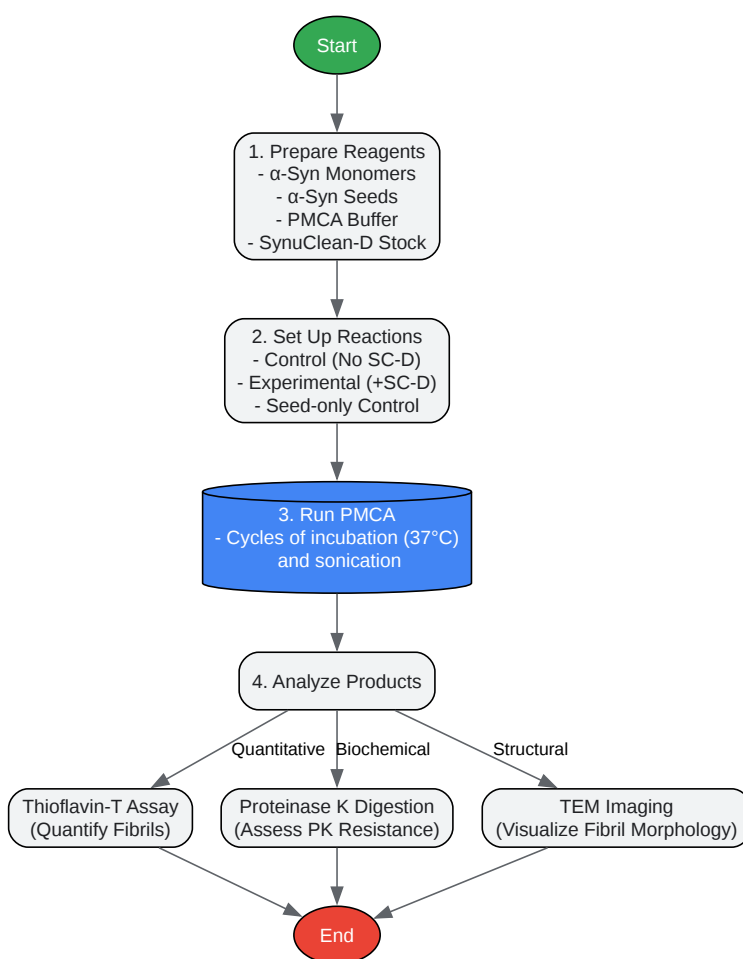 Start
1. Prepare Reagents
- α-Syn Monomers
- α-Syn Seeds
- PMCA Buffer
- SynuClean-D Stock
2. Set Up Reactions
- Control (No SC-D)
- Experimental (+SC-D)
- Seed-only Control
3. Run PMCA
- Cycles of incubation (37°C)
and sonication
4. Analyze Products
Quantitative
Biochemical
Structural
Thioflavin-T Assay
(Quantify Fibrils)
Proteinase K Digestion
(Assess PK Resistance)
TEM Imaging
(Visualize Fibril Morphology)
End